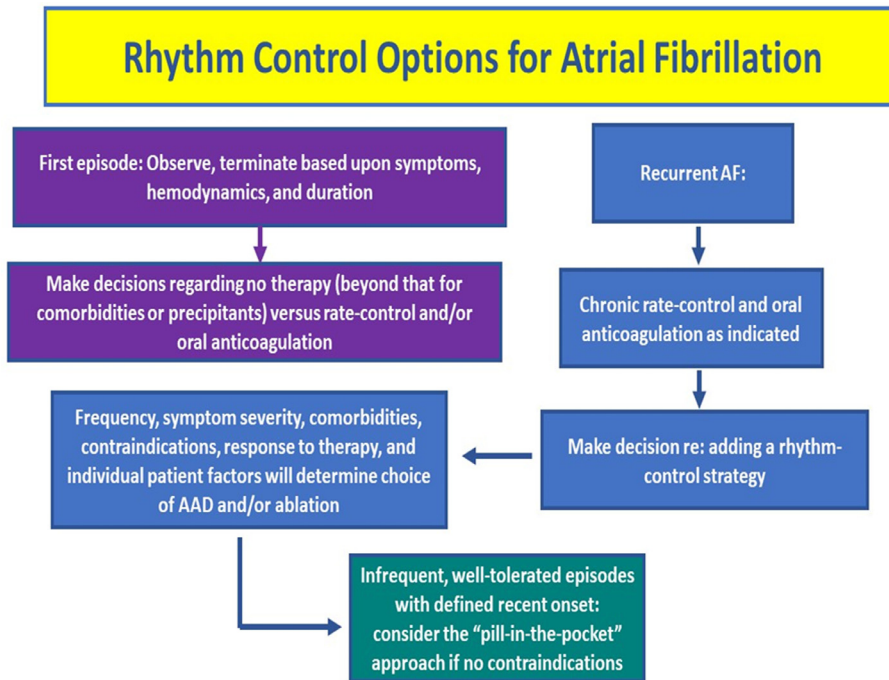 Rhythm Control Options for Atrial Fibrillation
First episode: Observe, terminate based upon symptoms,
hemodynamics, and duration
Make decisions regarding no therapy (beyond that for
comorbidities or precipitants) versus rate-control and/or
oral anticoagulation
Recurrent AF:
Chronic rate-control and oral
anticoagulation as indicated
Make decision re: adding a rhythm-
control strategy
Frequency, symptom severity, comorbidities,
contraindications, response to therapy, and
individual patient factors will determine choice
of AAD and/or ablation
Infrequent, well-tolerated episodes
with defined recent onset:
consider the “pill-in-the-pocket”
approach if no contraindications